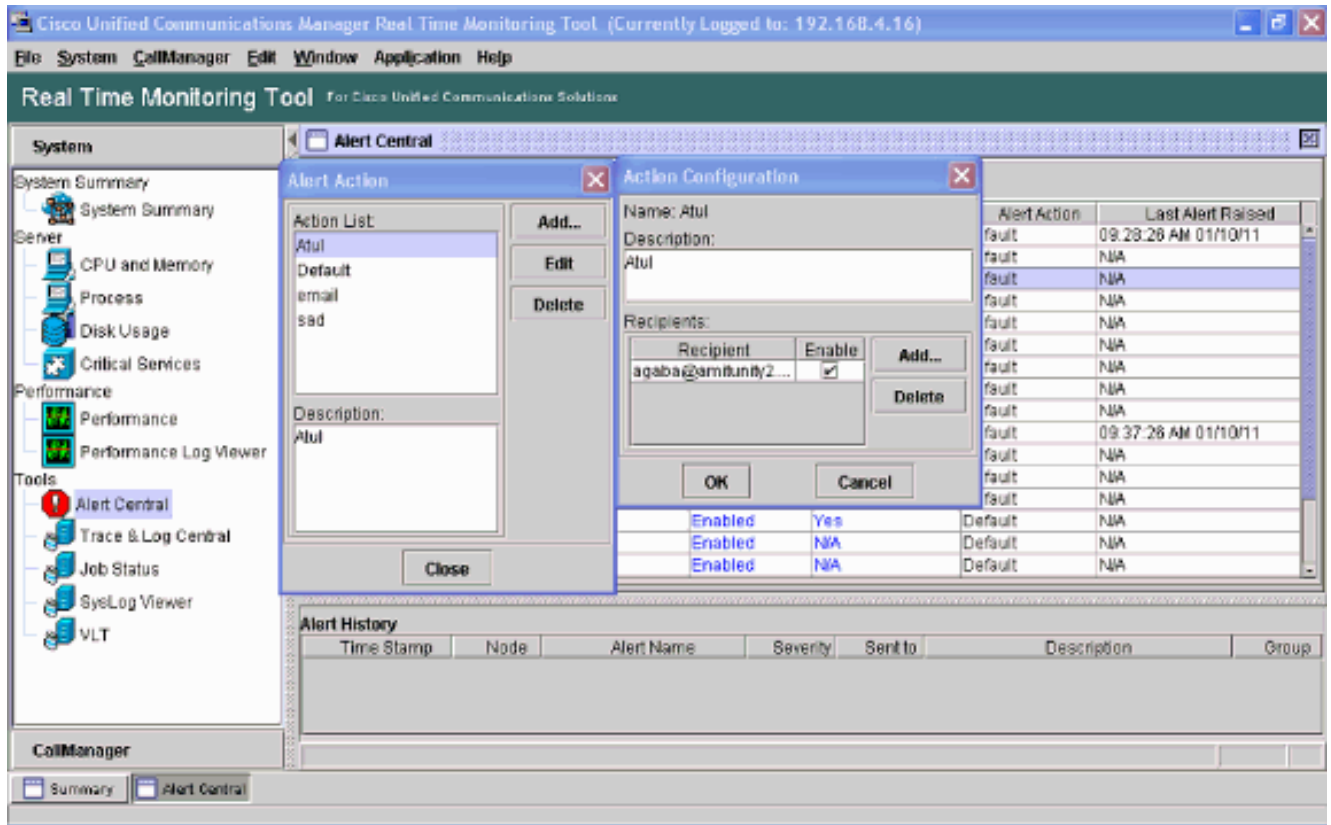 Cisco Unified Communications Manager Real Time Monitoring Tool (Currently Logged to: 192.168.4.16)
File System CallManager Edit Window Application Help
Real Time Monitoring Tool For Cisco Unified Communications Solutions
System
System Summary
System Summary
Server
CPU and Memory
Process
Disk Usage
Critical Services
Performance
Performance
Performance Log Viewer
Tools
Alert Central
Trace & Log Central
Job Status
SysLog Viewer
VLT
CallManager
Alert Central
Alert Action
Action List:
Atul
Default
email
sad
Add...
Edit
Delete
Description:
Atul
Close
Action Configuration
Name: Atul
Description:
Atul
Recipients:
Recipient Enable
agaba@amitunity2....
Add...
Delete
OK Cancel
Alert Action Last Alert Raised
fault 09:28:26 AM 01/10/11
fault N/A
fault N/A
fault N/A
fault N/A
fault N/A
fault N/A
fault N/A
fault N/A
fault 09:37:26 AM 01/10/11
fault N/A
fault N/A
fault N/A
Enabled Yes Default N/A
Enabled N/A Default N/A
Enabled N/A Default N/A
Alert History
Time Stamp Node Alert Name Severity Sent to Description Group
Summary Alert Central